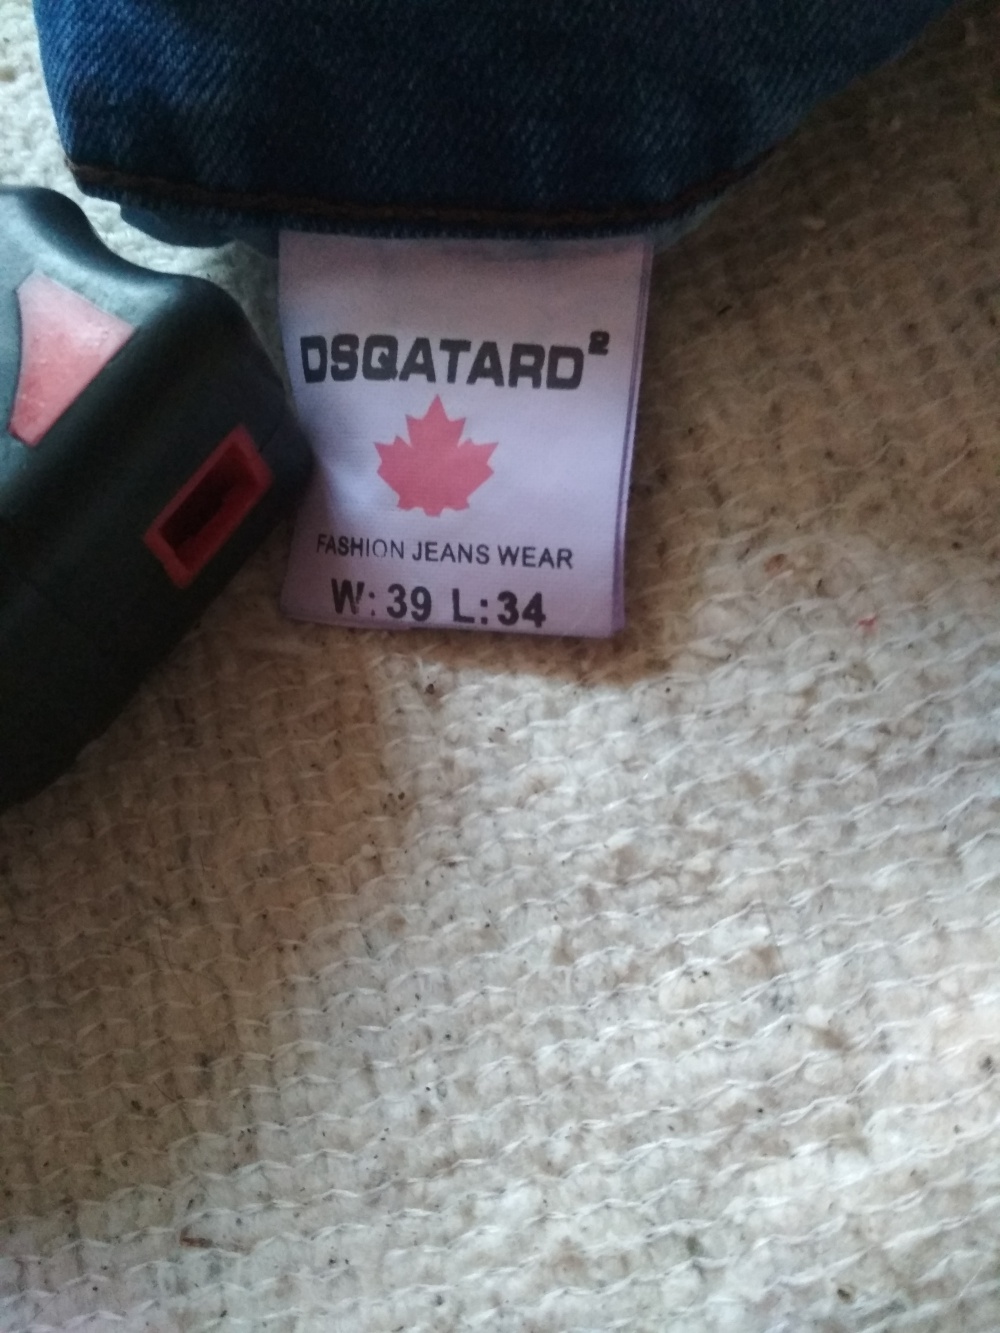 DSQATARD²
FASHION JEANS WEAR
W: 39 L: 34